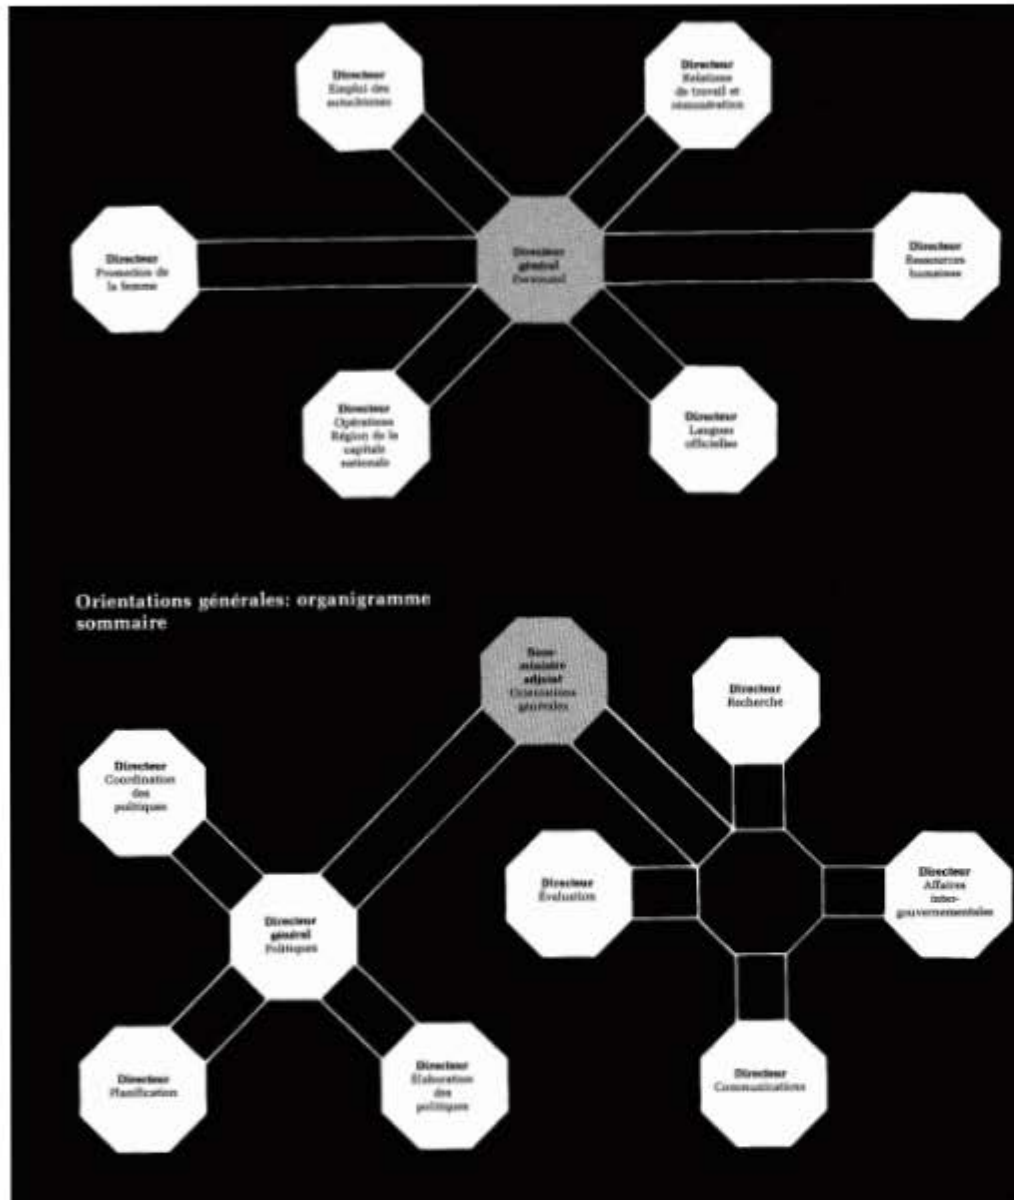 Directeur
Emploi des
autochtones
Directeur
Relations
de travail et
rémunération
Directeur
Promotion de
la femme
Directeur
général
Personnel
Directeur
Ressources
humaines
Directeur
Opérations
Région de la
capitale
nationale
Directeur
Langues
officielles
Orientations générales: organigramme
sommaire
Sous-
ministre
adjoint
Orientations
générales
Directeur
Recherche
Directeur
Coordination
des
politiques
Directeur
Évaluation
Directeur
Affaires
inter-
gouvernementales
Directeur
général
Politiques
Directeur
Planification
Directeur
Élaboration
des
politiques
Directeur
Communications